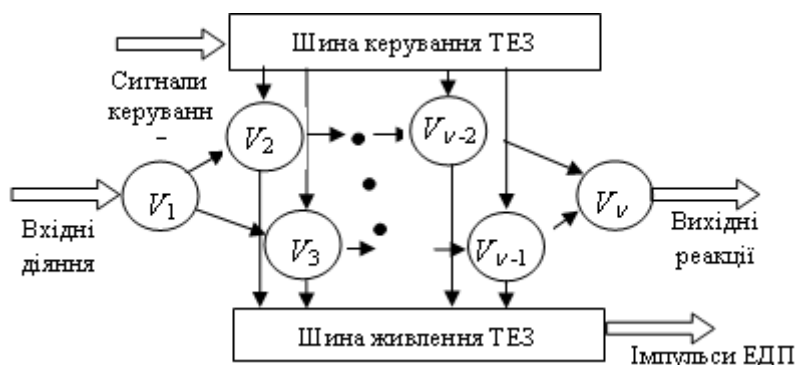 Шина керування ТЕЗ
Сигнали
керуванн
V2
Vν-2
V1
Vν
Вхідні
діяння
V3
Vν-1
Вихідні
реакції
Шина живлення ТЕЗ
Імпульси ЕДП